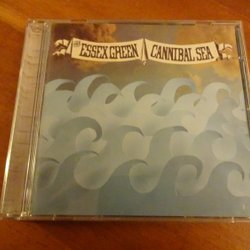 THE ESSEX GREEN CANNIBAL SEA